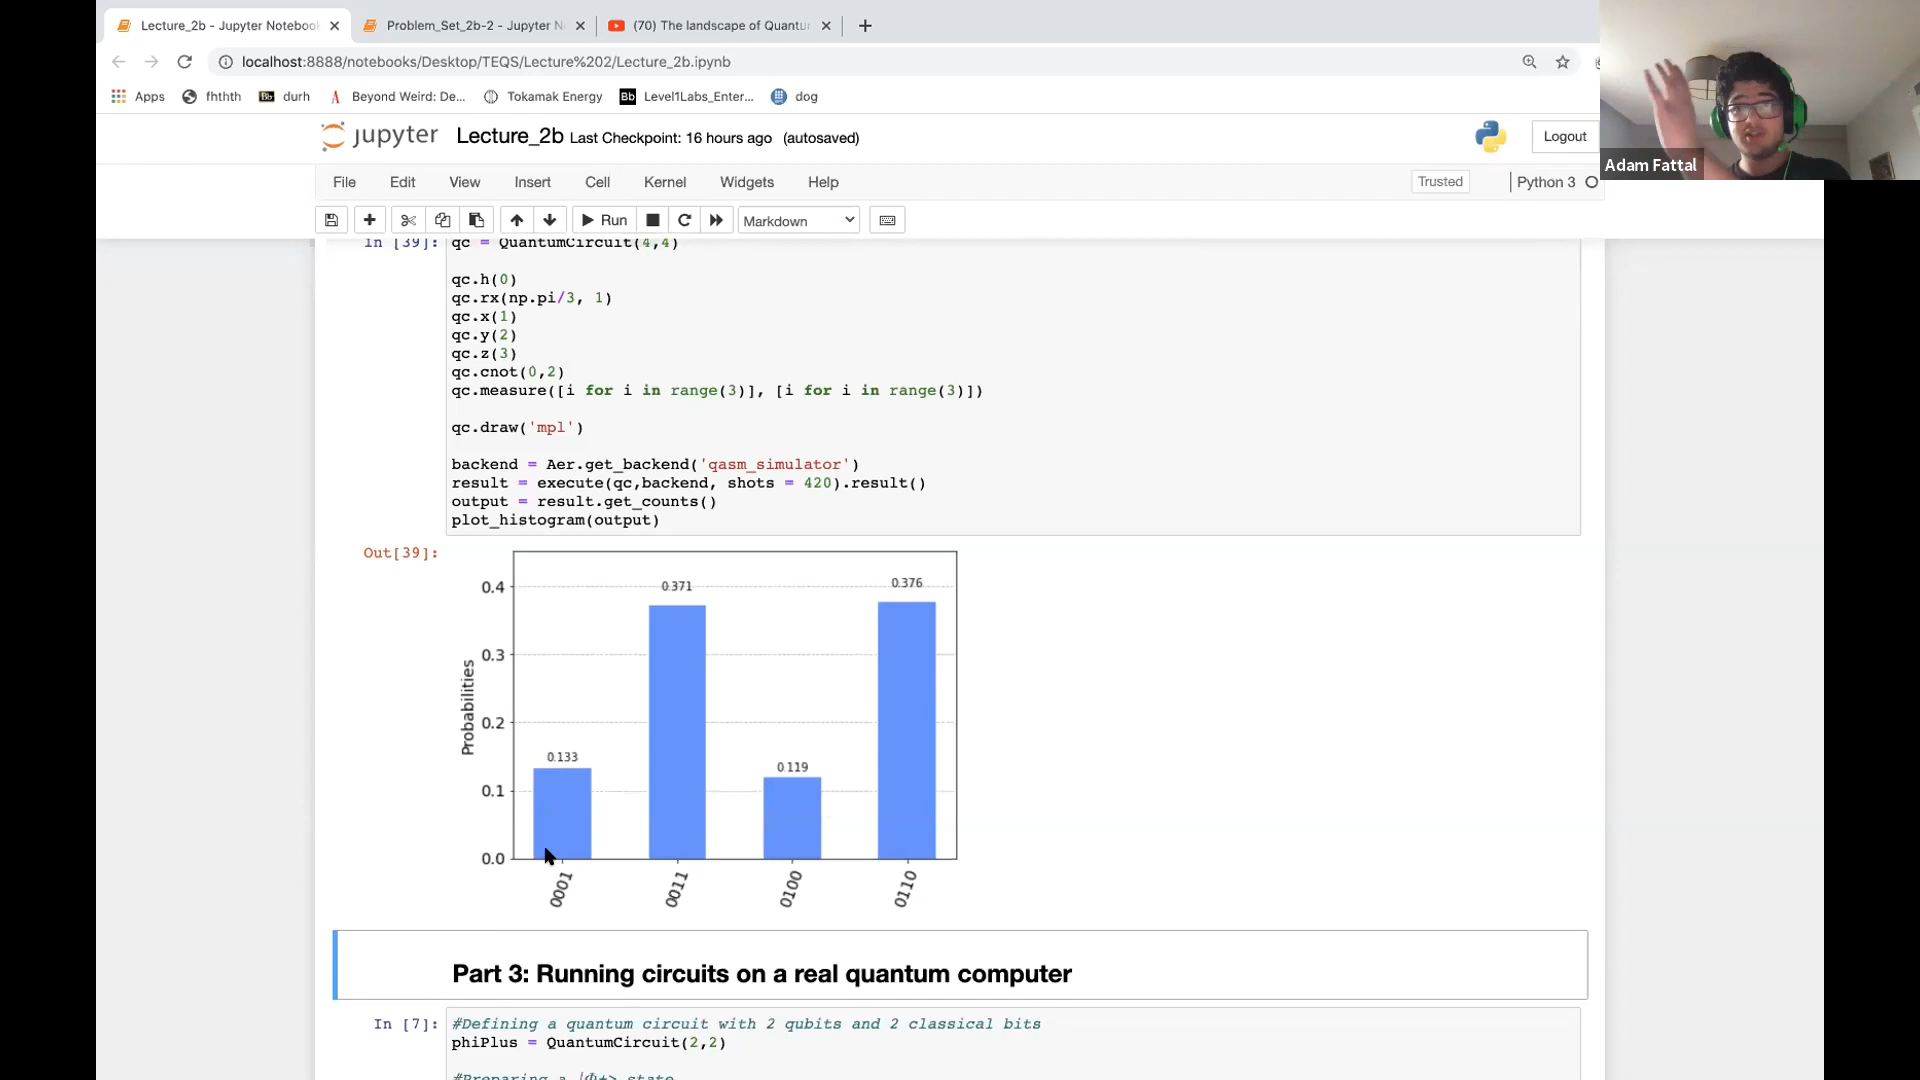 Lecture_2b - Jupyter Notebook
Problem_Set_2b-2 - Jupyter N
(70) The landscape of Quantu
localhost:8888/notebooks/Desktop/TEQS/Lecture%202/Lecture_2b.ipynb
Apps
fhthth
Bb durh
Beyond Weird: De...
Tokamak Energy
Bb Level1Labs_Enter...
dog
jupyter
Lecture_2b Last Checkpoint: 16 hours ago (autosaved)
Logout
Adam Fattal
File Edit View Insert Cell Kernel Widgets Help
Trusted
Python 3
Run
Markdown
In [39]:
qc = QuantumCircuit(4,4)
qc.h(0)
qc.rx(np.pi/3, 1)
qc.x(1)
qc.y(2)
qc.z(3)
qc.cnot(0,2)
qc.measure([i for i in range(3)], [i for i in range(3)])
qc.draw('mpl')
backend = Aer.get_backend('qasm_simulator')
result = execute(qc,backend, shots = 420).result()
output = result.get_counts()
plot_histogram(output)
Out[39]:
Probabilities
0.4
0.3
0.2
0.1
0.0
0.133
0.371
0.119
0.376
0001
0011
0100
0110
Part 3: Running circuits on a real quantum computer
In [7]:
#Defining a quantum circuit with 2 qubits and 2 classical bits
phiPlus = QuantumCircuit(2,2)
#Preparing a |Φ+> state